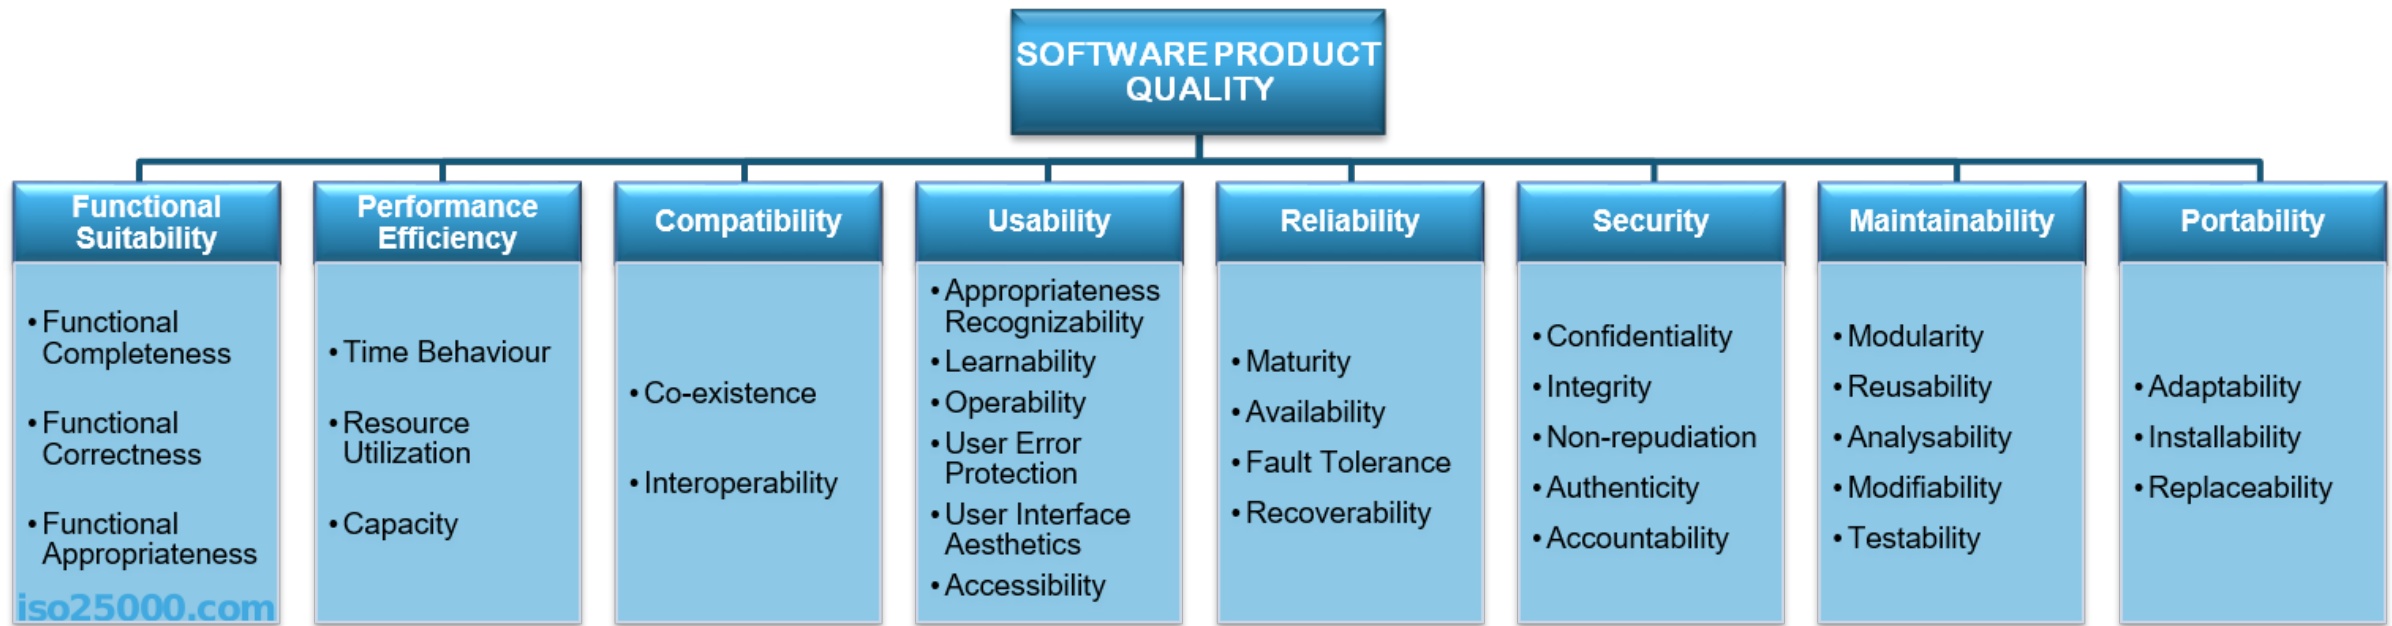 SOFTWARE PRODUCT
QUALITY
Functional
Suitability
• Functional
Completeness
• Functional
Correctness
• Functional
Appropriateness
iso25000.com
Performance
Efficiency
• Time Behaviour
• Resource
Utilization
• Capacity
Compatibility
• Co-existence
• Interoperability
Usability
• Appropriateness
Recognizability
• Learnability
• Operability
• User Error
Protection
• User Interface
Aesthetics
• Accessibility
Reliability
• Maturity
• Availability
• Fault Tolerance
• Recoverability
Security
• Confidentiality
• Integrity
• Non-repudiation
• Authenticity
• Accountability
Maintainability
• Modularity
• Reusability
• Analysability
• Modifiability
• Testability
Portability
• Adaptability
• Installability
• Replaceability